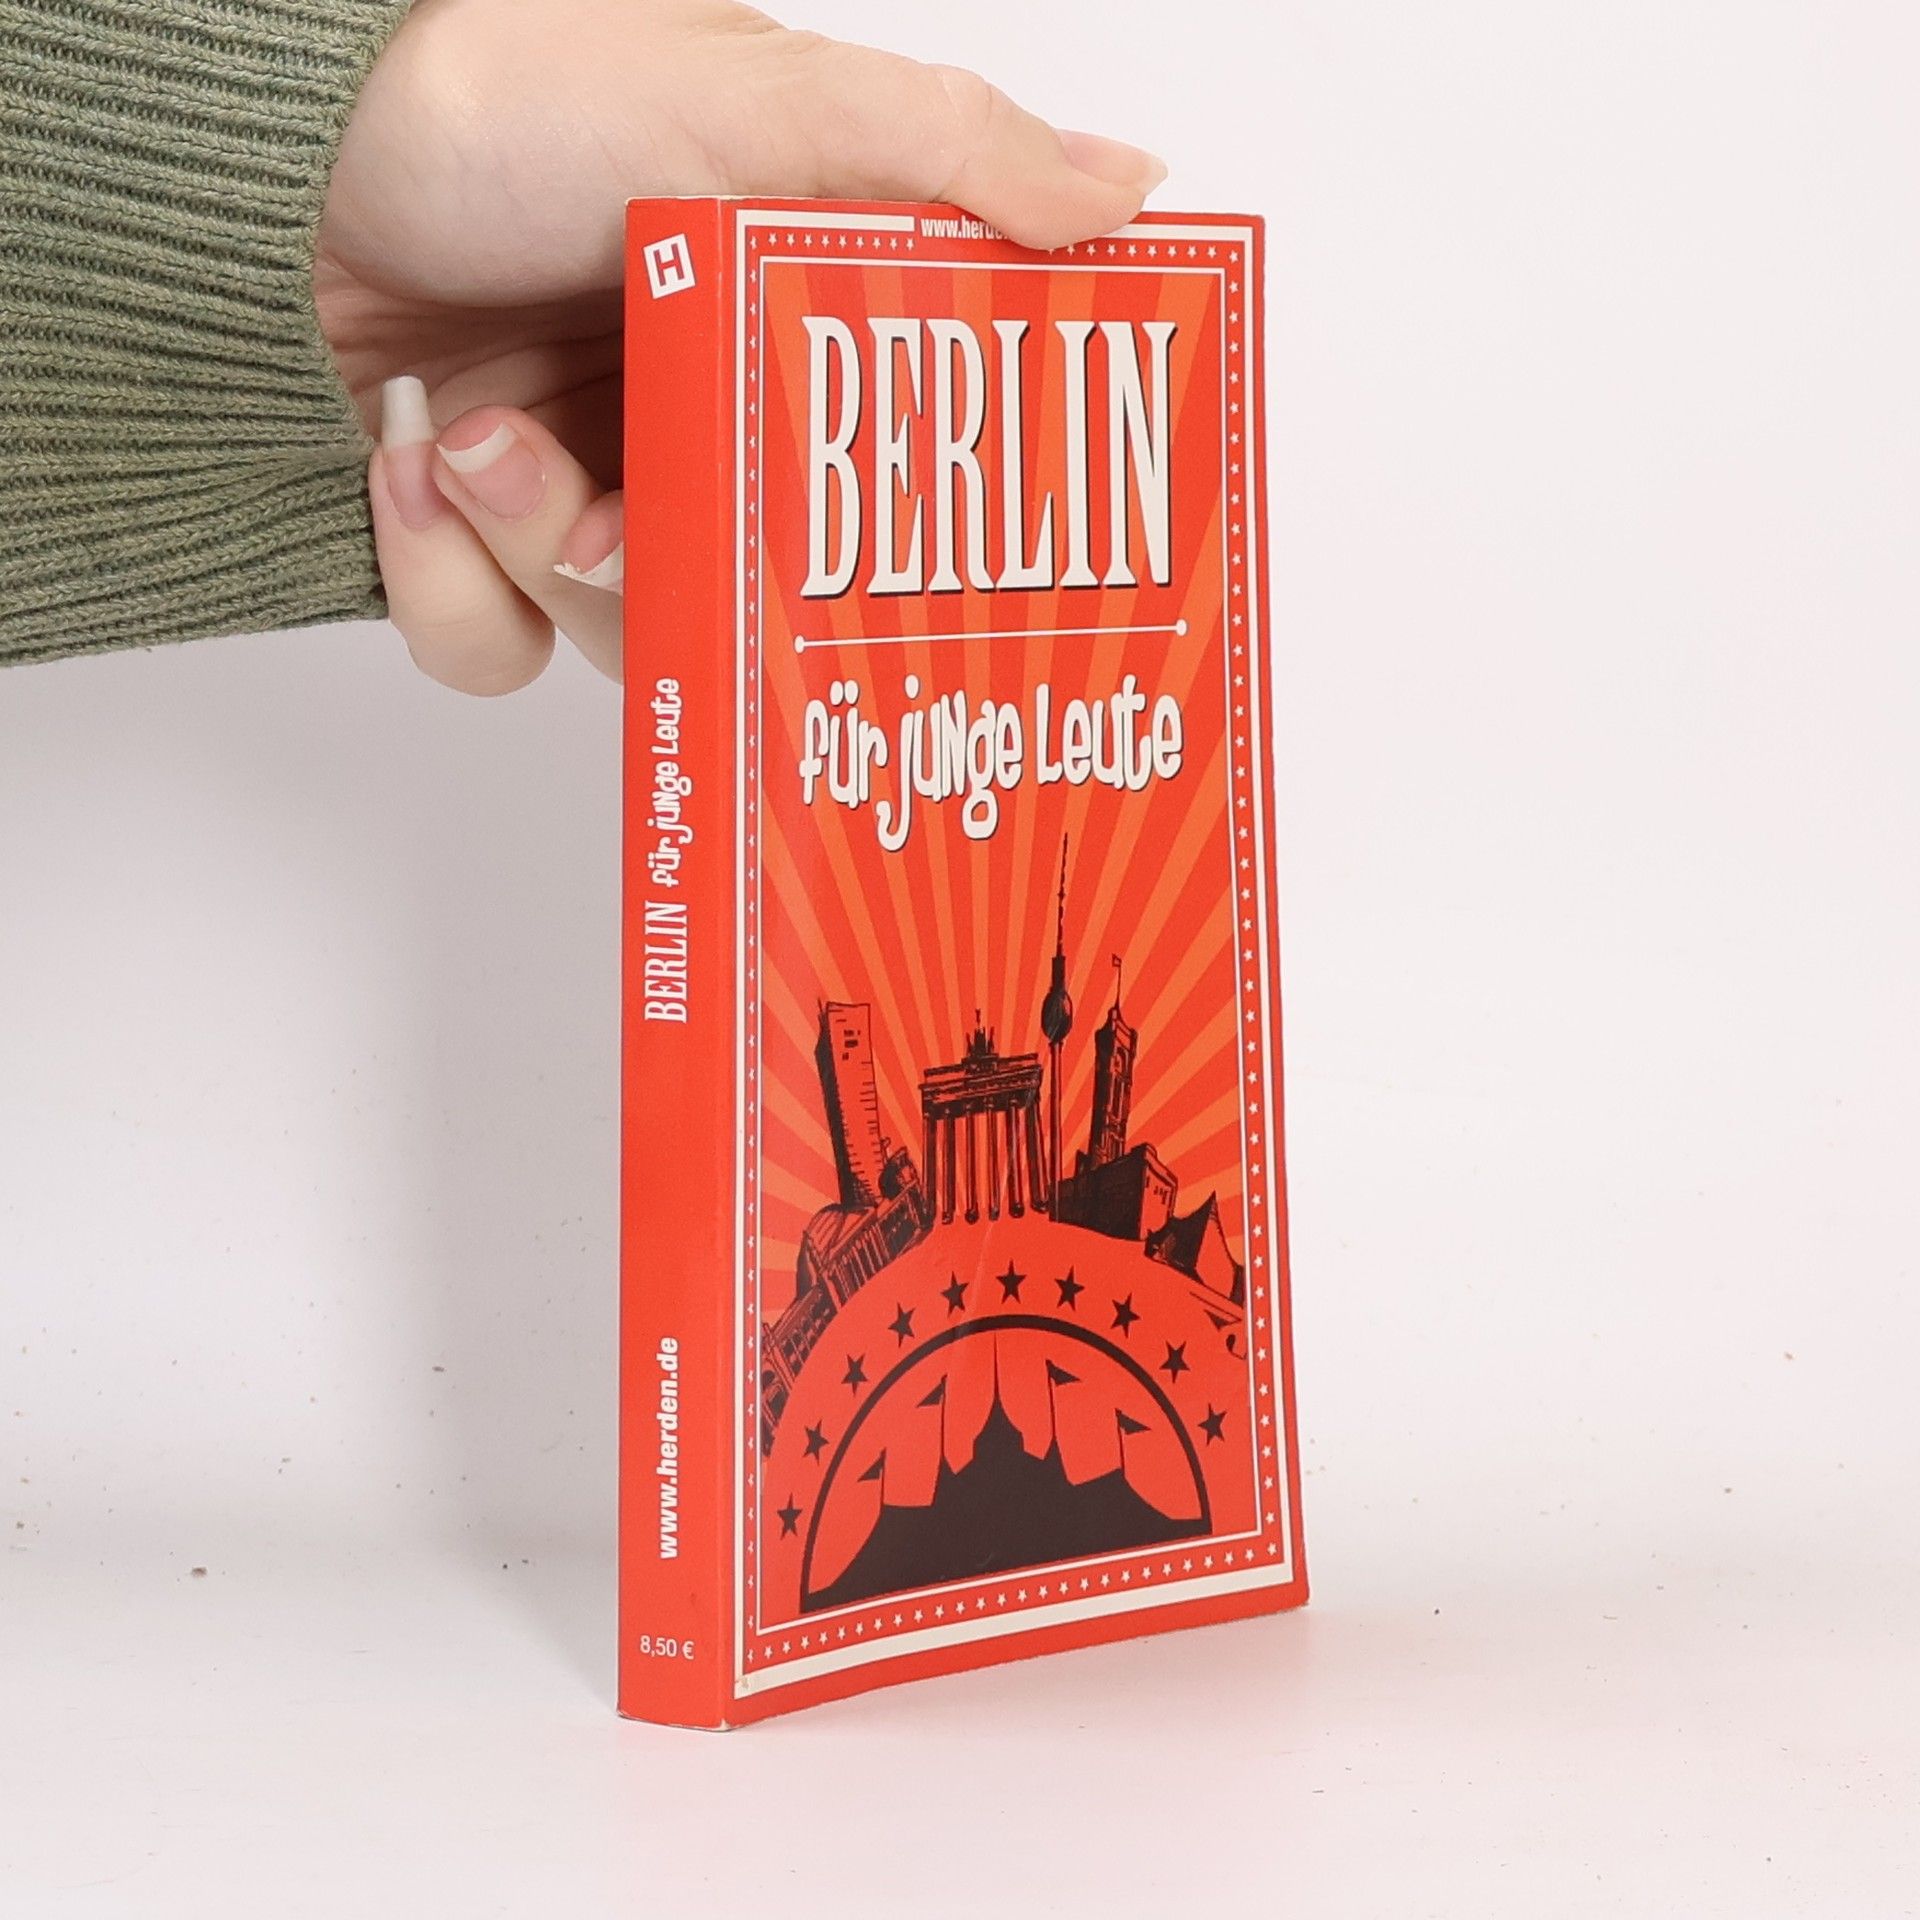 H
BERLIN für junge Leute
www.herden.de
8,50 €
BERLIN
für junge Leute